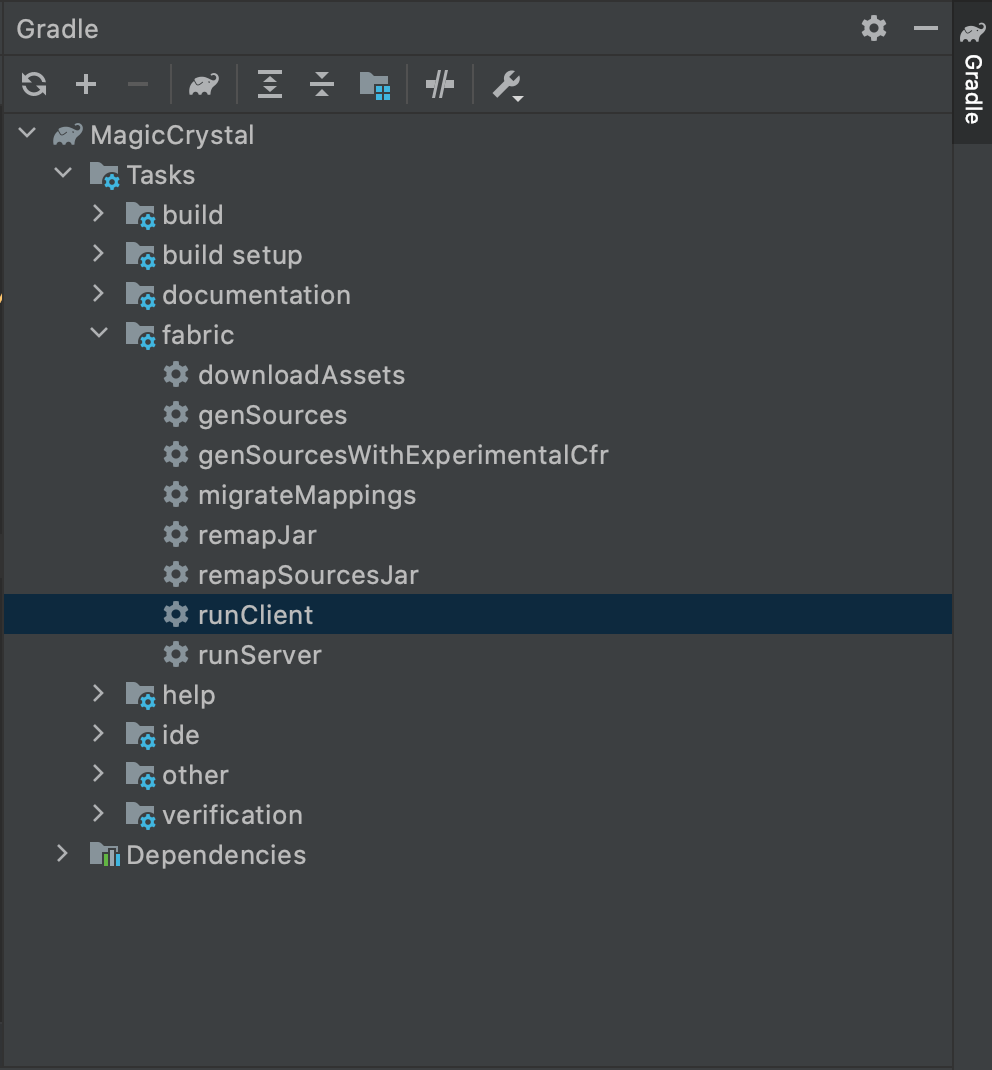 Gradle
Gradle
MagicCrystal
Tasks
build
build setup
documentation
fabric
downloadAssets
genSources
genSourcesWithExperimentalCfr
migrateMappings
remapJar
remapSourcesJar
runClient
runServer
help
ide
other
verification
Dependencies